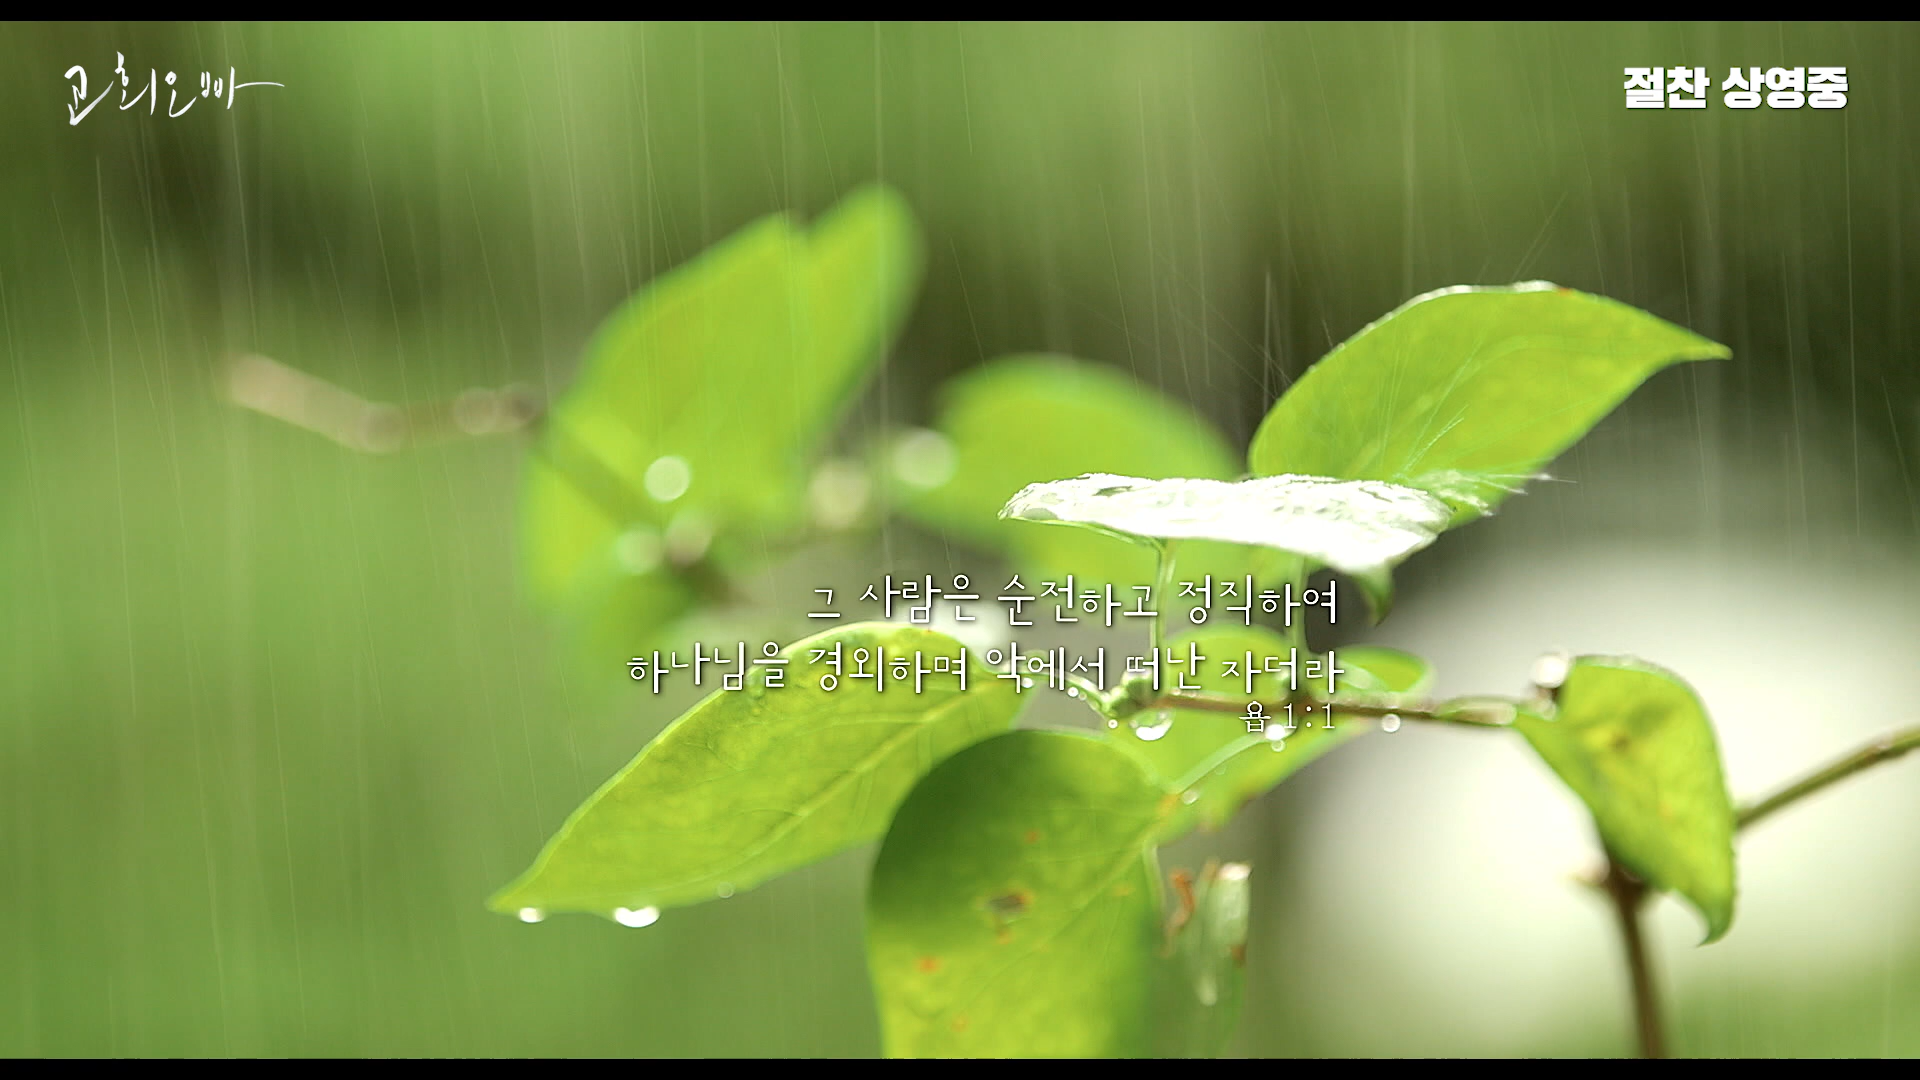 교회오빠
절찬 상영중
그 사람은 순전하고 정직하여
하나님을 경외하며 악에서 떠난 자더라
욥 1:1